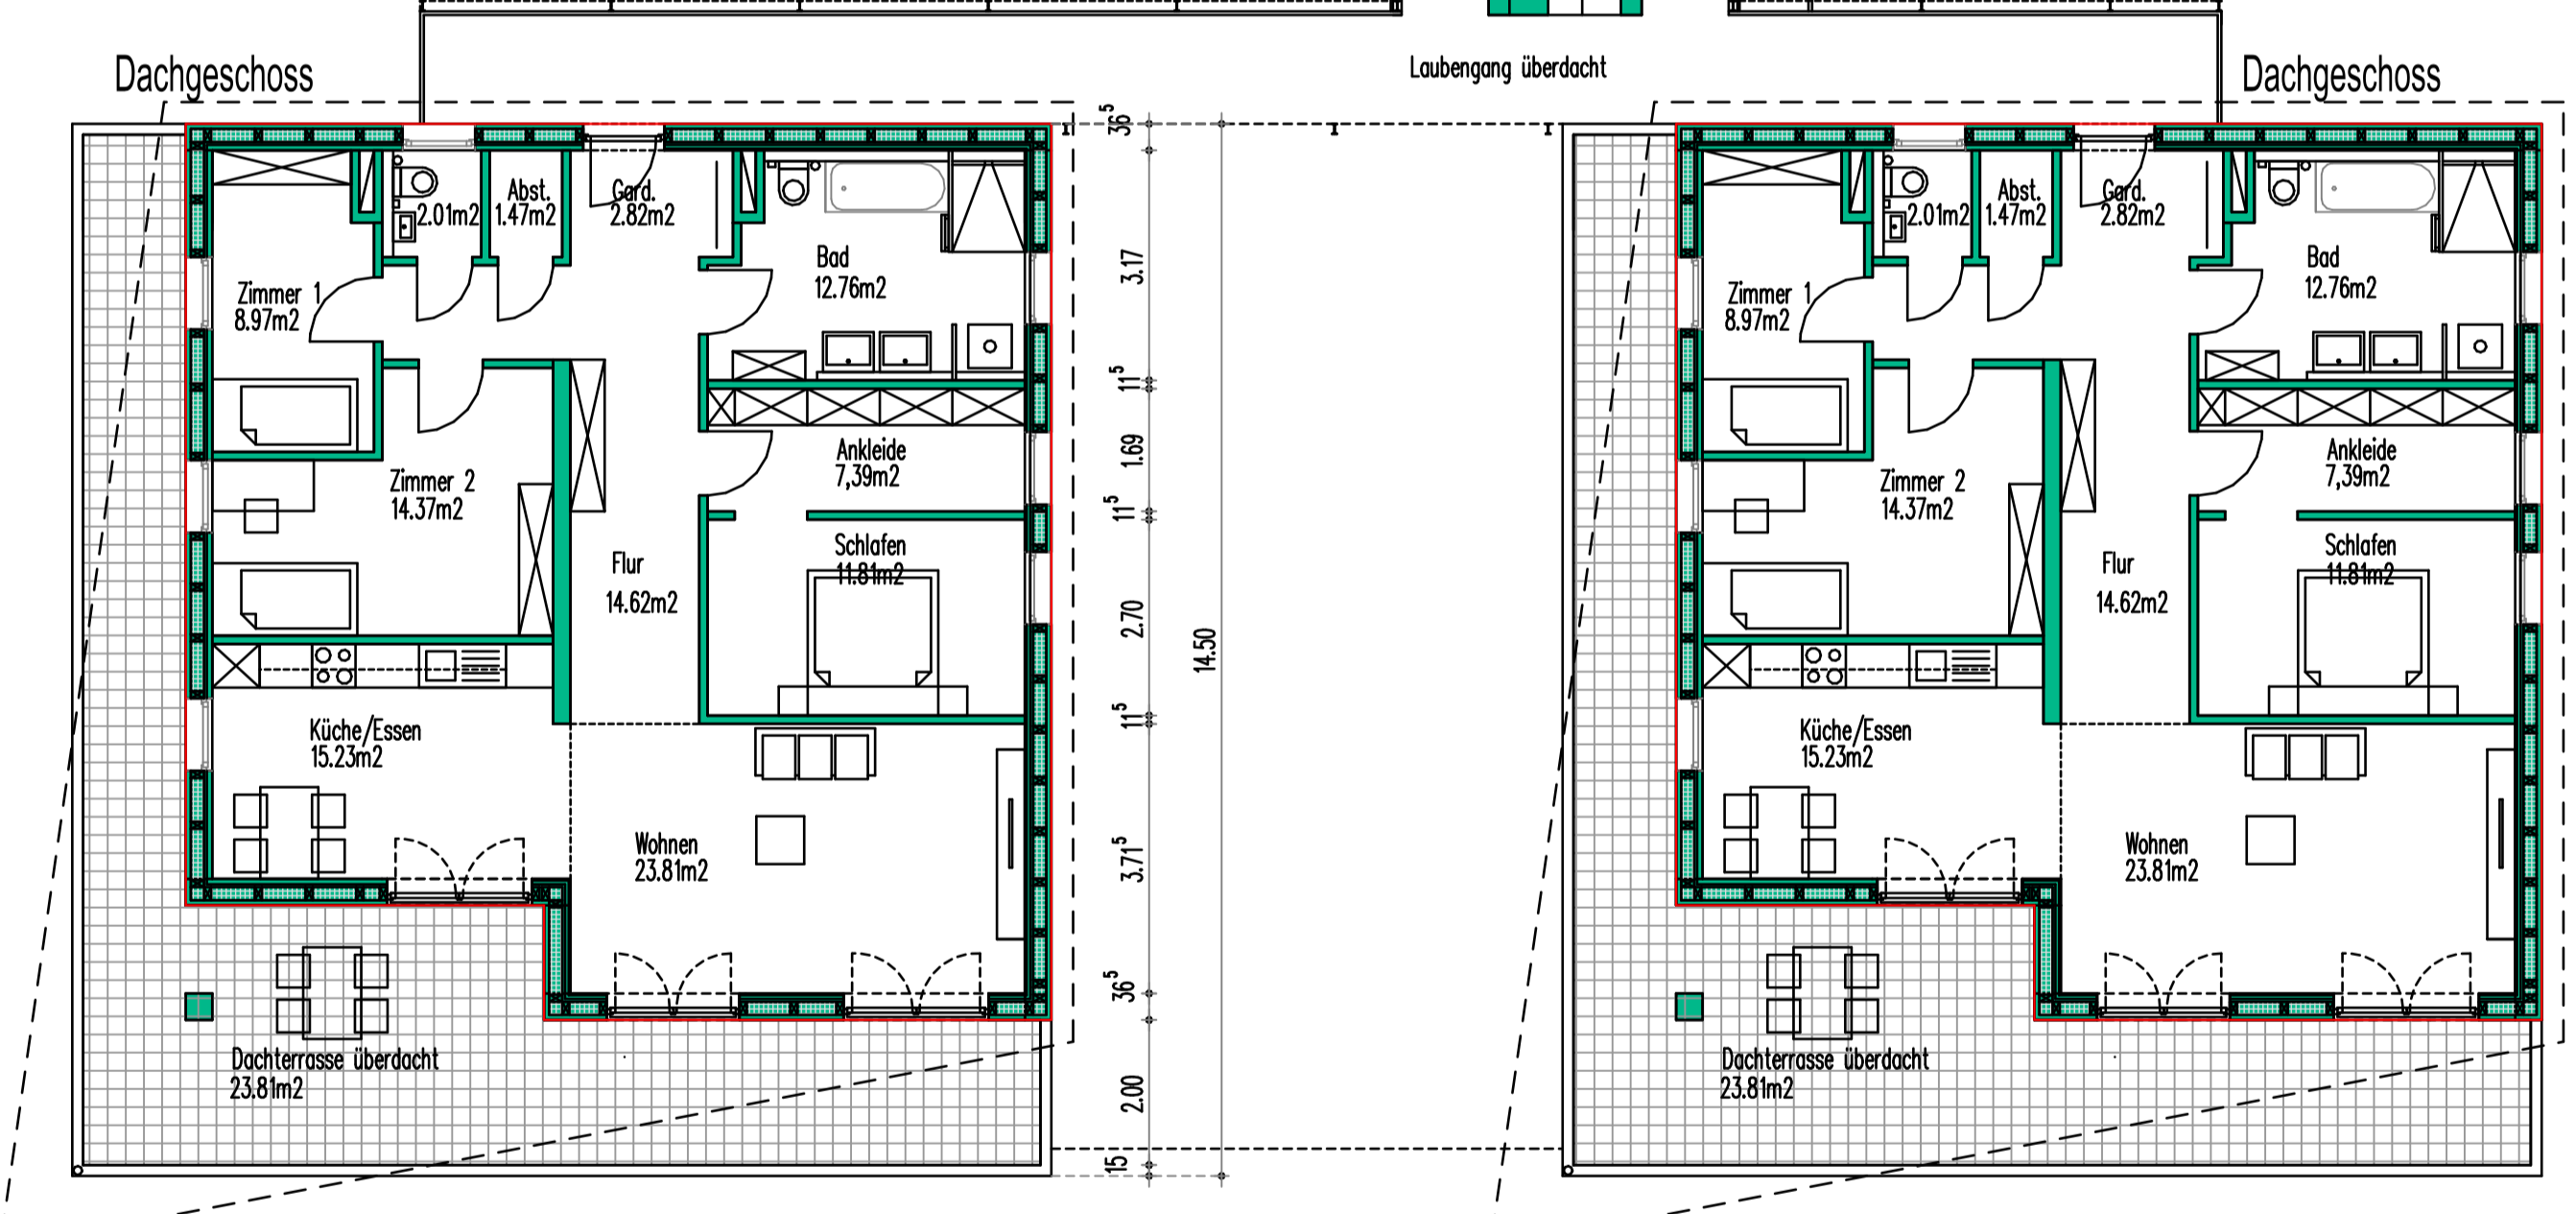 Laubengang überdacht
Dachgeschoss
Dachgeschoss
2.01m2
Abst.
1.47m2
Gard.
2.82m2
Bad
12.76m2
Zimmer 1
8.97m2
Ankleide
7,39m2
Zimmer 2
14.37m2
Schlafen
11.81m2
Flur
14.62m2
Küche/Essen
15.23m2
Wohnen
23.81m2
Dachterrasse überdacht
23.81m2
36⁵
3.17
11⁵
1.69
11⁵
2.70
11⁵
3.71⁵
36⁵
2.00
15
14.50
2.01m2
Abst.
1.47m2
Gard.
2.82m2
Bad
12.76m2
Zimmer 1
8.97m2
Ankleide
7,39m2
Zimmer 2
14.37m2
Schlafen
11.81m2
Flur
14.62m2
Küche/Essen
15.23m2
Wohnen
23.81m2
Dachterrasse überdacht
23.81m2